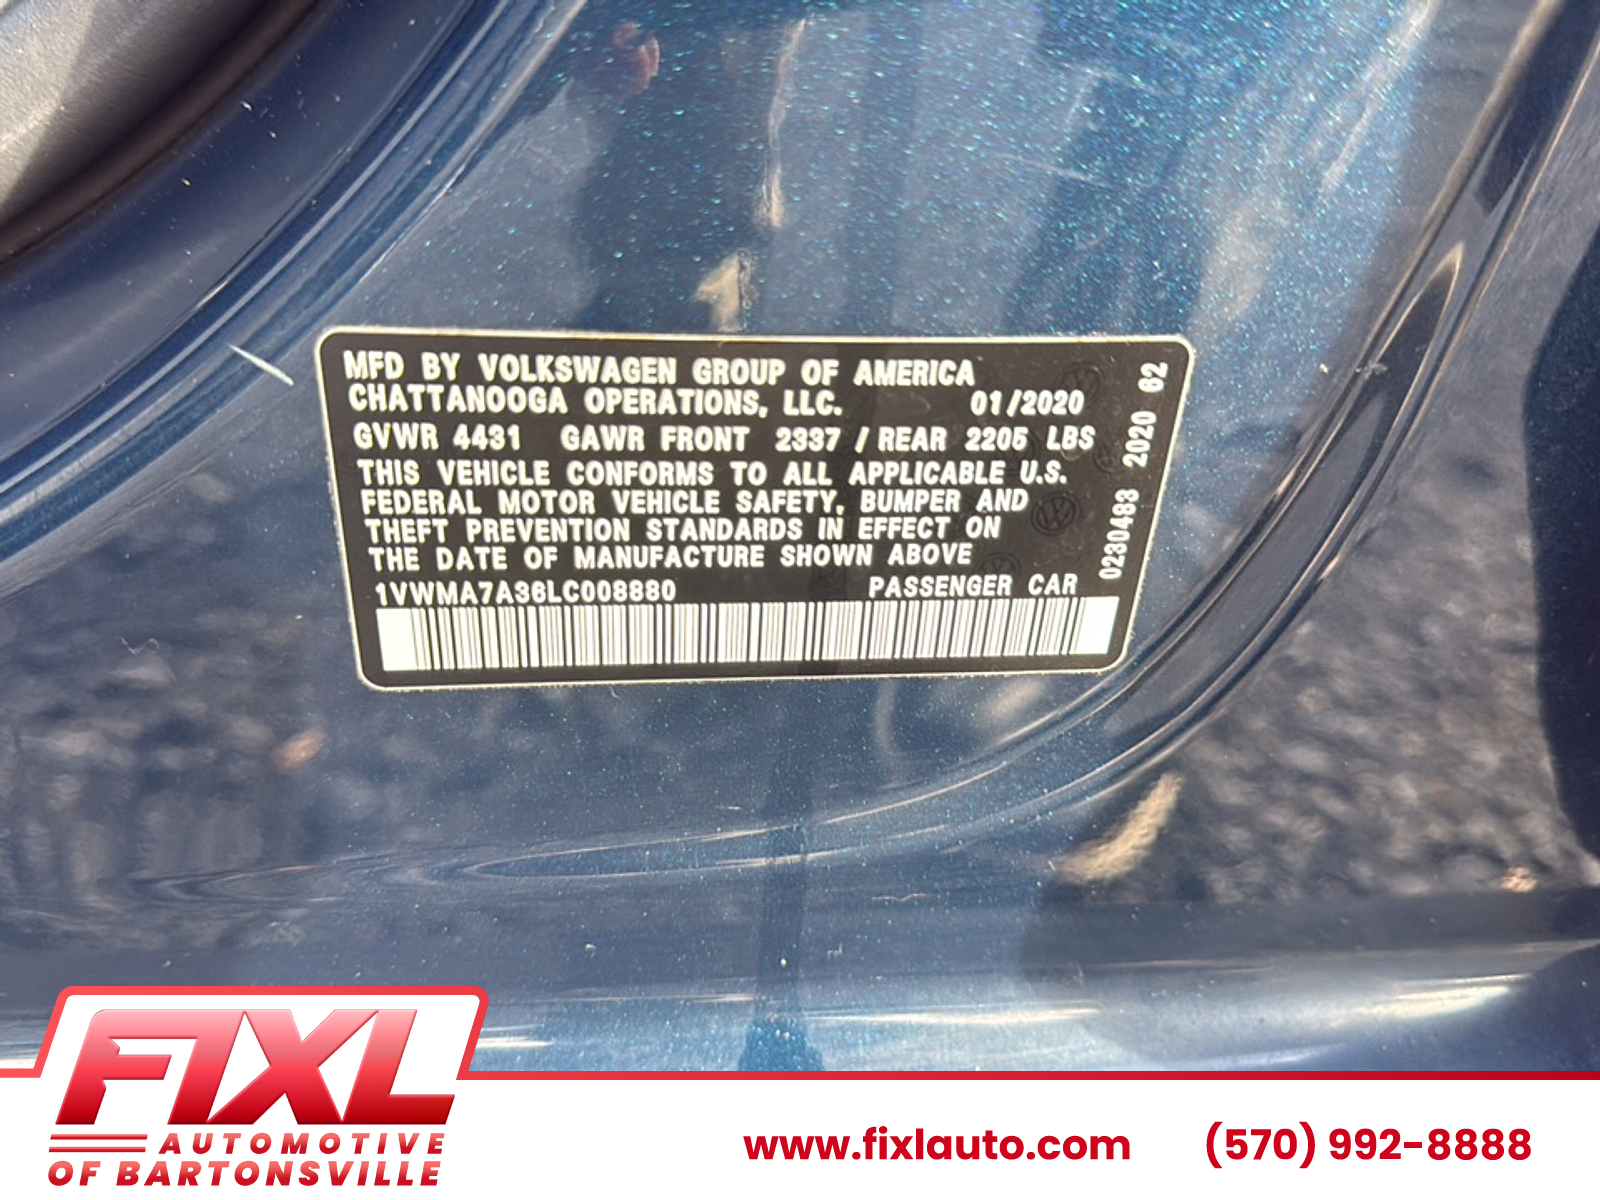 MFD BY VOLKSWAGEN GROUP OF AMERICA
CHATTANOOGA OPERATIONS, LLC. 01/2020
GVWR 4431 GAWR FRONT 2337 / REAR 2205 LBS
THIS VEHICLE CONFORMS TO ALL APPLICABLE U.S.
FEDERAL MOTOR VEHICLE SAFETY, BUMPER AND
THEFT PREVENTION STANDARDS IN EFFECT ON
THE DATE OF MANUFACTURE SHOWN ABOVE
1VWMA7A36LC008880 PASSENGER CAR
0230483 2020 62
FIXL
AUTOMOTIVE
OF BARTONSVILLE
www.fixlauto.com (570) 992-8888